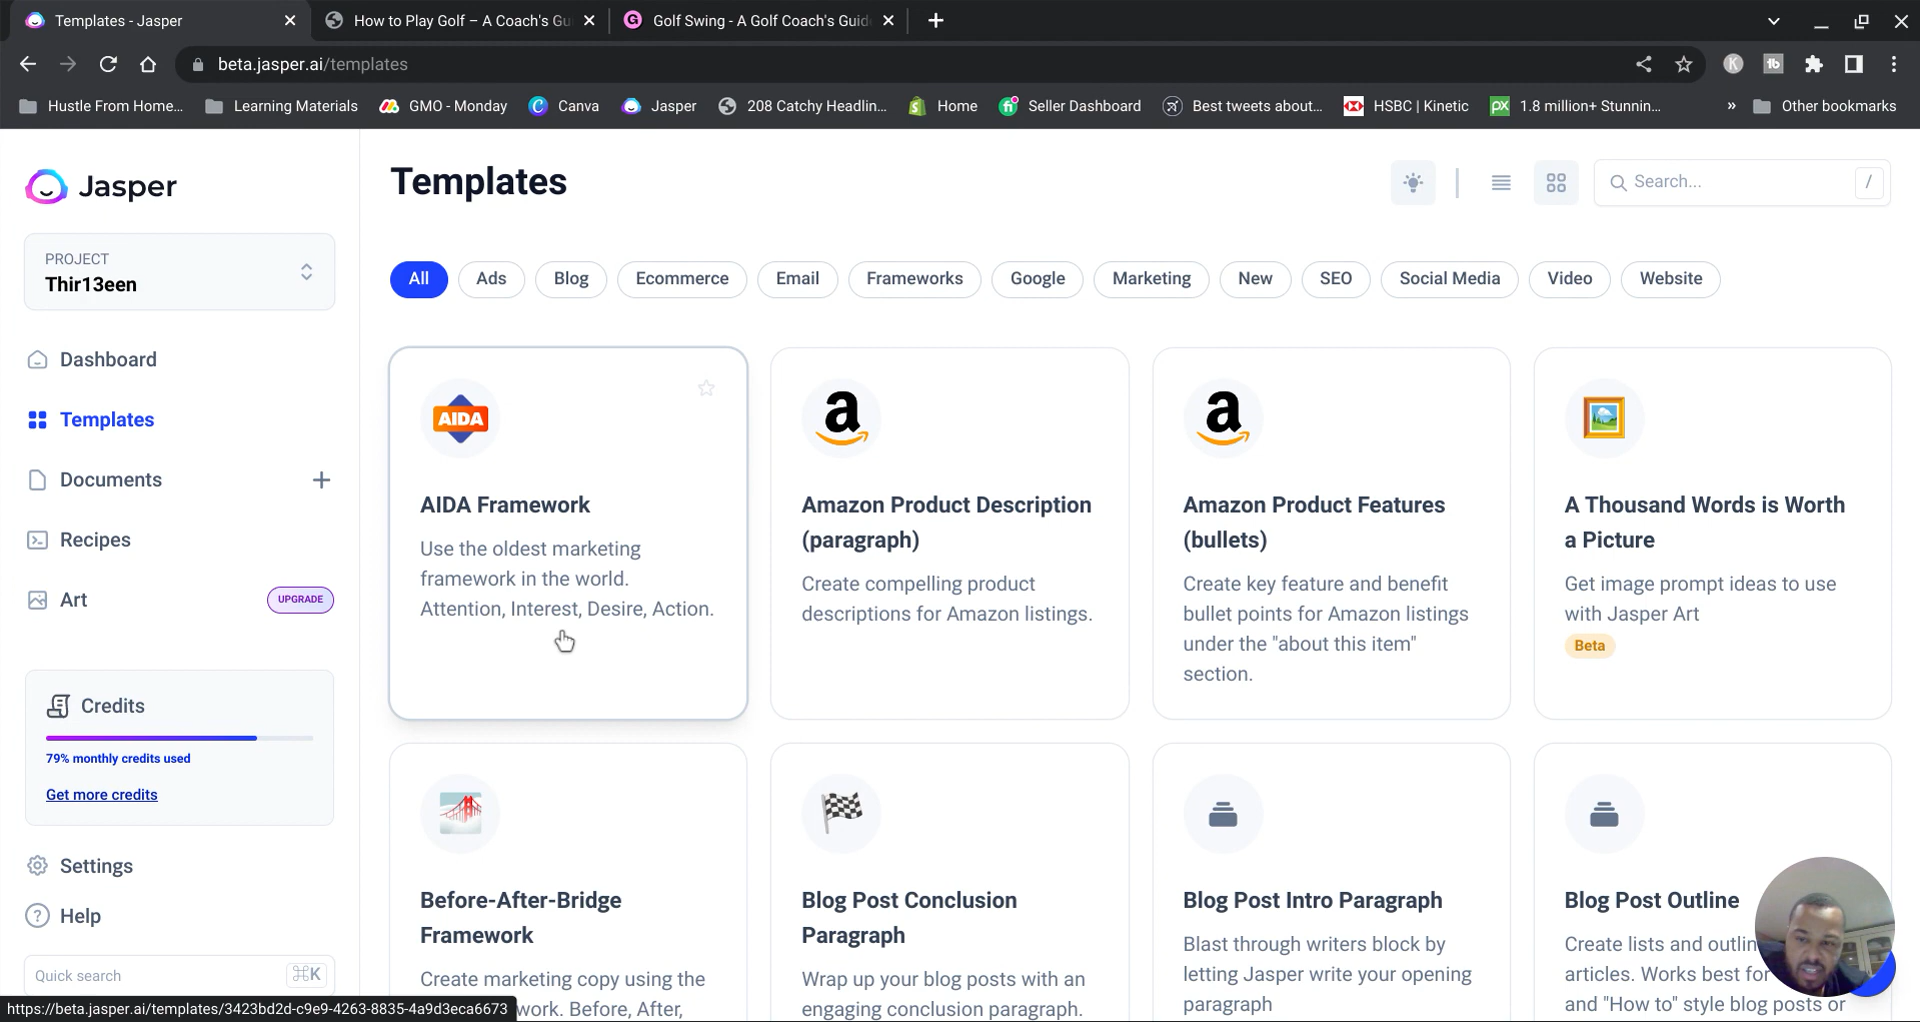 Templates - Jasper
How to Play Golf – A Coach's Gu
Golf Swing - A Golf Coach's Guid
beta.jasper.ai/templates
K
tb
Hustle From Home...
Learning Materials
GMO - Monday
Canva
Jasper
208 Catchy Headlin...
Home
Seller Dashboard
Best tweets about...
HSBC | Kinetic
px
1.8 million+ Stunnin...
»
Other bookmarks
Jasper
Templates
Search...
/
PROJECT
Thir13een
All
Ads
Blog
Ecommerce
Email
Frameworks
Google
Marketing
New
SEO
Social Media
Video
Website
Dashboard
Templates
Documents
Recipes
Art
UPGRADE
Credits
79% monthly credits used
Get more credits
Settings
Help
Quick search
⌘K
AIDA
AIDA Framework
Use the oldest marketing
framework in the world.
Attention, Interest, Desire, Action.
a
Amazon Product Description
(paragraph)
Create compelling product
descriptions for Amazon listings.
a
Amazon Product Features
(bullets)
Create key feature and benefit
bullet points for Amazon listings
under the "about this item"
section.
A Thousand Words is Worth
a Picture
Get image prompt ideas to use
with Jasper Art
Beta
Before-After-Bridge
Framework
Create marketing copy using the
work. Before, After,
Blog Post Conclusion
Paragraph
Wrap up your blog posts with an
engaging conclusion paragraph.
Blog Post Intro Paragraph
Blast through writers block by
letting Jasper write your opening
paragraph
Blog Post Outline
Create lists and outlin
articles. Works best for
and "How to" style blog posts or
https://beta.jasper.ai/templates/3423bd2d-c9e9-4263-8835-4a9d3eca6673